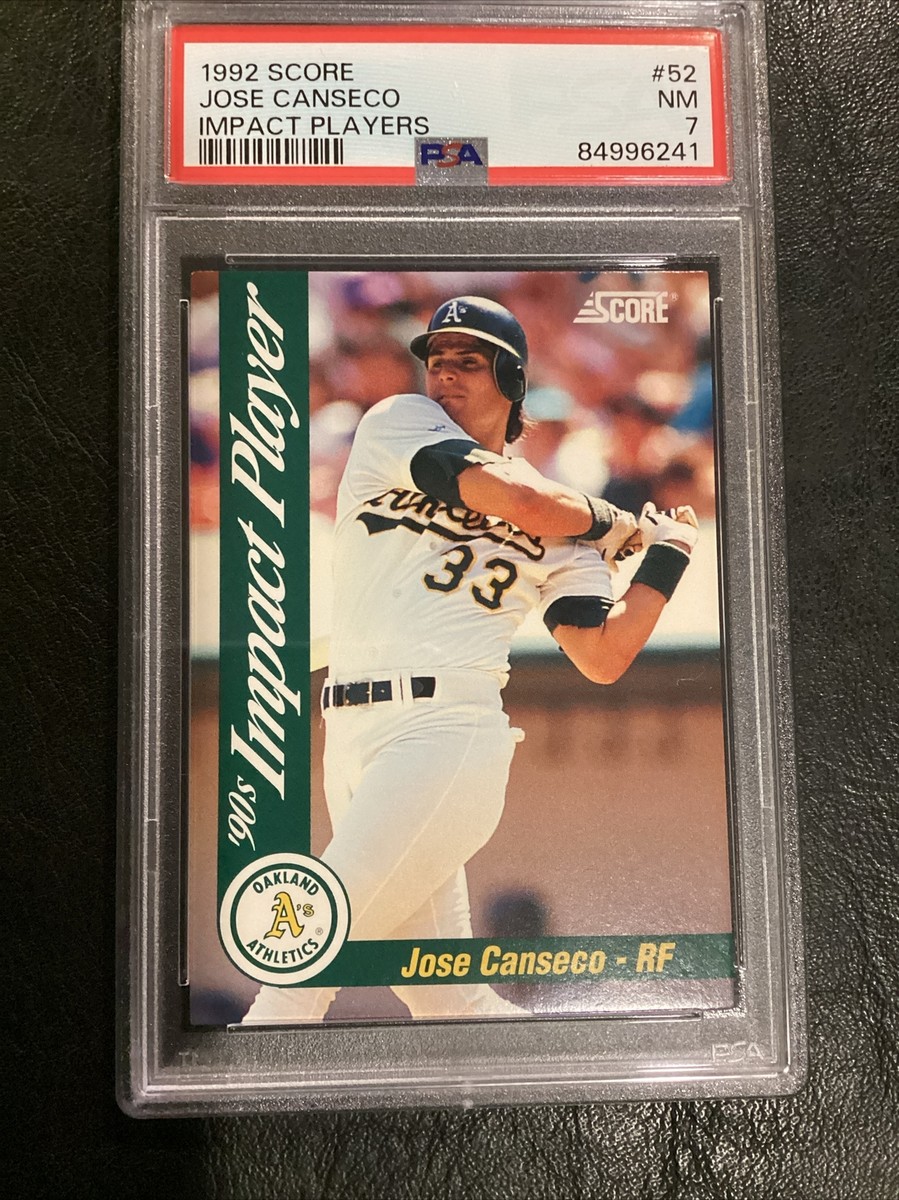 1992 SCORE #52
JOSE CANSECO NM
IMPACT PLAYERS 7
PSA 84996241
SCORE®
'90s Impact Player
A's
Athletics
33
OAKLAND
A's®
ATHLETICS
Jose Canseco - RF
PSA